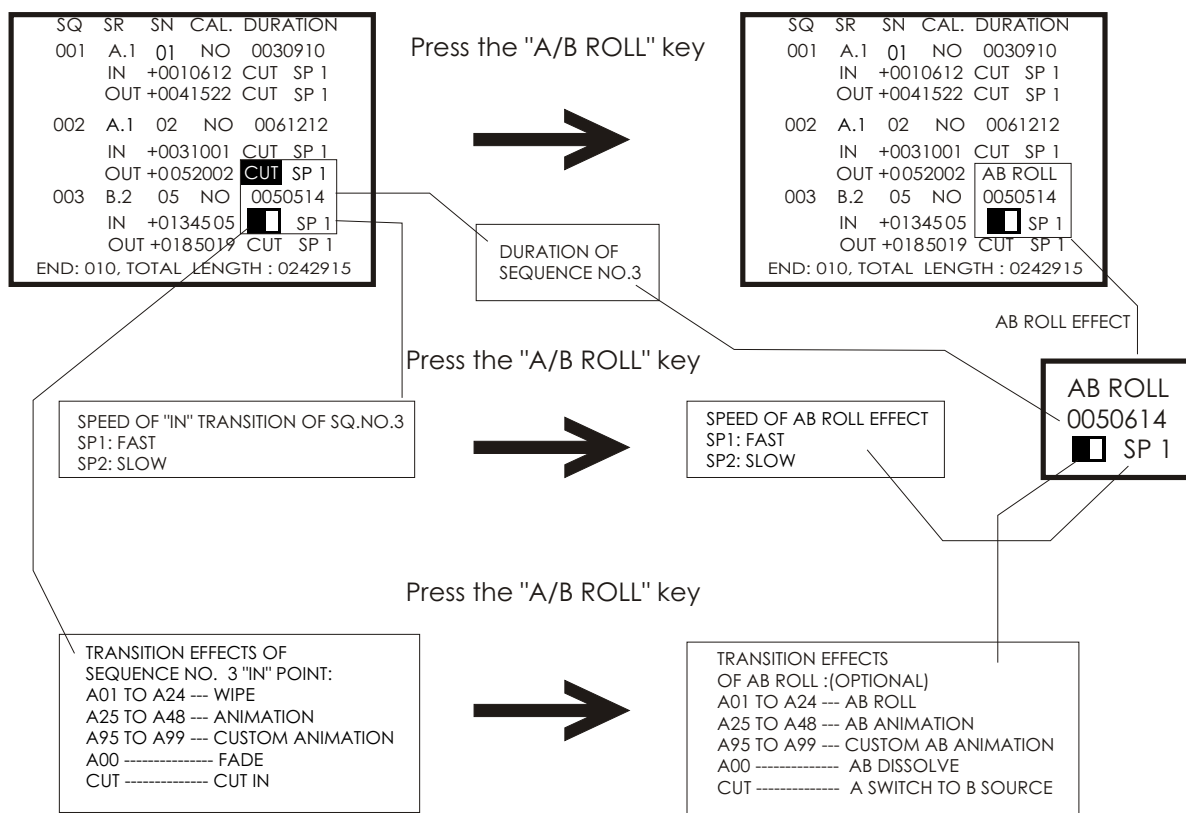 SQ SR SN CAL. DURATION
001 A.1 01 NO 0030910
IN +0010612 CUT SP 1
OUT +0041522 CUT SP 1
002 A.1 02 NO 0061212
IN +0031001 CUT SP 1
OUT +0052002 CUT SP 1
003 B.2 05 NO 0050514
IN +0134505 SP 1
OUT +0185019 CUT SP 1
END: 010, TOTAL LENGTH : 0242915
Press the "A/B ROLL" key
SQ SR SN CAL. DURATION
001 A.1 01 NO 0030910
IN +0010612 CUT SP 1
OUT +0041522 CUT SP 1
002 A.1 02 NO 0061212
IN +0031001 CUT SP 1
OUT +0052002 AB ROLL
003 B.2 05 NO 0050514
IN +0134505 SP 1
OUT +0185019 CUT SP 1
END: 010, TOTAL LENGTH : 0242915
DURATION OF
SEQUENCE NO.3
AB ROLL EFFECT
Press the "A/B ROLL" key
AB ROLL
0050614
SP 1
SPEED OF "IN" TRANSITION OF SQ.NO.3
SP1: FAST
SP2: SLOW
SPEED OF AB ROLL EFFECT
SP1: FAST
SP2: SLOW
Press the "A/B ROLL" key
TRANSITION EFFECTS OF
SEQUENCE NO. 3 "IN" POINT:
A01 TO A24 --- WIPE
A25 TO A48 --- ANIMATION
A95 TO A99 --- CUSTOM ANIMATION
A00 --------------- FADE
CUT -------------- CUT IN
TRANSITION EFFECTS
OF AB ROLL :(OPTIONAL)
A01 TO A24 --- AB ROLL
A25 TO A48 --- AB ANIMATION
A95 TO A99 --- CUSTOM AB ANIMATION
A00 -------------- AB DISSOLVE
CUT -------------- A SWITCH TO B SOURCE